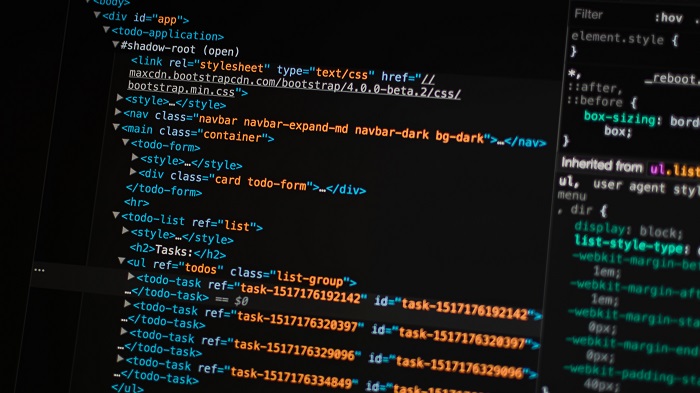 <body>
▼<div id="app">
▼<todo-application>
▼#shadow-root (open)
<link rel="stylesheet" type="text/css" href="//
maxcdn.bootstrapcdn.com/bootstrap/4.0.0-beta.2/css/
bootstrap.min.css">
▶<style>…</style>
▶<nav class="navbar navbar-expand-md navbar-dark bg-dark">…</nav>
▼<main class="container">
▼<todo-form>
▶<style>…</style>
▶<div class="card todo-form">…</div>
</todo-form>
<hr>
▼<todo-list ref="list">
▶<style>…</style>
<h2>Tasks:</h2>
▼<ul ref="todos" class="list-group">
▶<todo-task ref="task-1517176192142" id="task-1517176192142">
…</todo-task> == $0
▶<todo-task ref="task-1517176320397" id="task-1517176320397">
…</todo-task>
▶<todo-task ref="task-1517176329096" id="task-1517176329096">
…</todo-task>
▶<todo-task ref="task-1517176334849" id="task-
…</todo-task>
</ul>
…
Filter :hov
element.style {
}
*, _reboot.
::after,
::before {
box-sizing: bord
box;
}
Inherited from ul.list
ul, user agent styl
menu
, dir {
display: block;
list-style-type:
-webkit-margin-be
1em;
-webkit-margin-af
1em;
-webkit-margin-sta
0px;
-webkit-margin-end
0px;
-webkit-padding-st
40px;